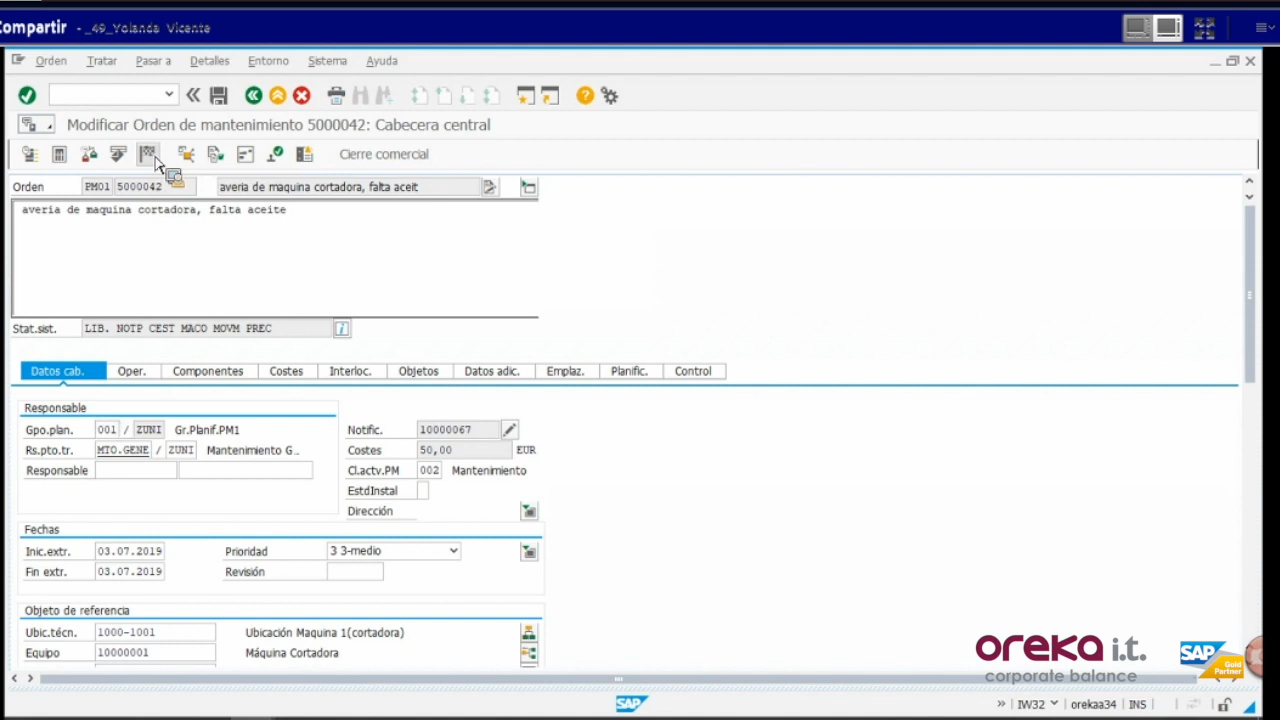 Compartir - _49_Yolanda Vicente
Orden Tratar Pasar a Detalles Entorno Sistema Ayuda
Modificar Orden de mantenimiento 5000042: Cabecera central
Cierre comercial
Orden PM01 5000042 averia de maquina cortadora, falta aceit
averia de maquina cortadora, falta aceite
Stat.sist. LIB. NOTP CEST MACO MOVM PREC
Datos cab. Oper. Componentes Costes Interloc. Objetos Datos adic. Emplaz. Planific. Control
Responsable
Gpo.plan. 001 / ZUNI Gr.Planif.PM1 Notific. 10000067
Rs.pto.tr. MTO.GENE / ZUNI Mantenimiento G… Costes 50,00 EUR
Responsable Cl.actv.PM 002 Mantenimiento
EstdInstal
Dirección
Fechas
Inic.extr. 03.07.2019 Prioridad 3 3-medio
Fin extr. 03.07.2019 Revisión
Objeto de referencia
Ubic.técn. 1000-1001 Ubicación Maquina 1(cortadora)
Equipo 10000001 Máquina Cortadora
oreka i.t.
corporate balance
SAP Gold Partner
SAP
» IW32 orekaa34 INS